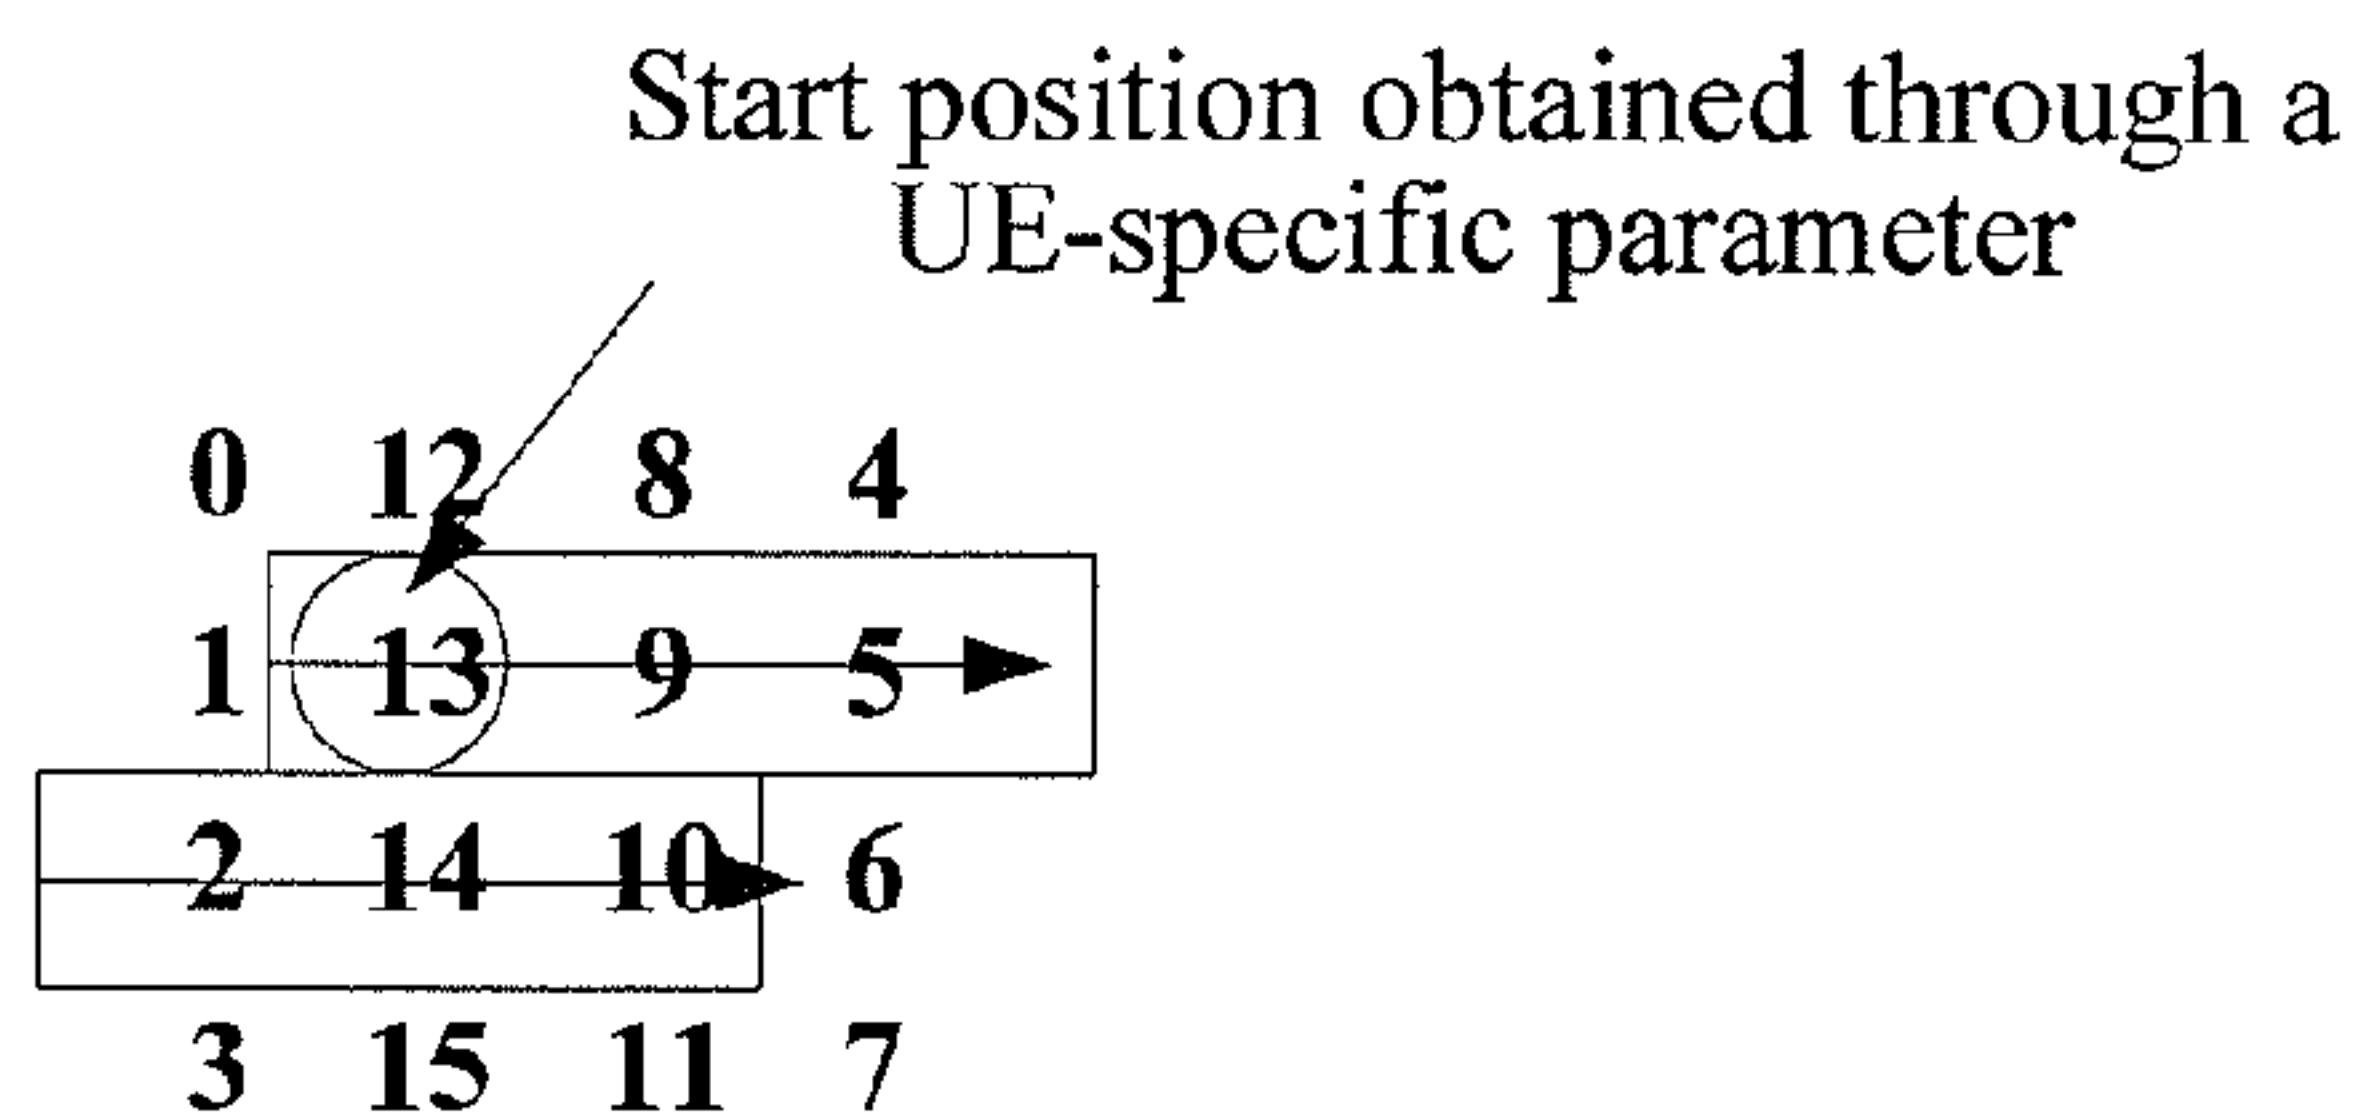 Start position obtained through a
UE-specific parameter
0 12 8 4
1 13 9 5
2 14 10 6
3 15 11 7